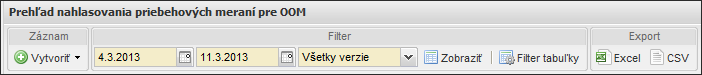 Prehľad nahlasovania priebehových meraní pre OOM
Záznam Filter Export
Vytvoriť 4.3.2013 11.3.2013 Všetky verzie Zobraziť Filter tabuľky Excel CSV